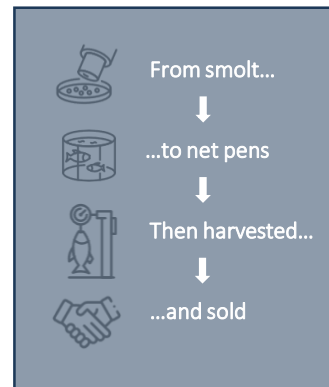 From smolt...
...to net pens
Then harvested...
...and sold